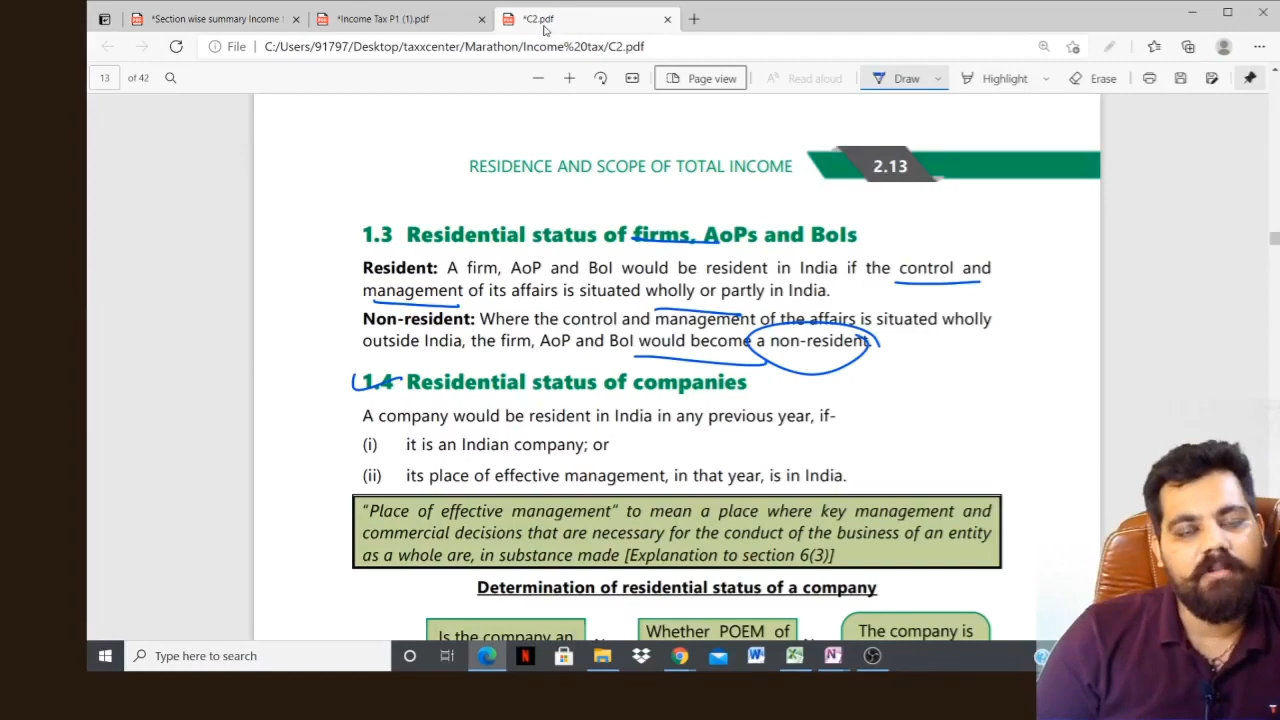 *Section wise summary Income
*Income Tax P1 (1).pdf
*C2.pdf
File
C:/Users/91797/Desktop/taxxcenter/Marathon/Income%20tax/C2.pdf
13 of 42
Page view
Read aloud
Draw
Highlight
Erase
RESIDENCE AND SCOPE OF TOTAL INCOME 2.13
1.3 Residential status of firms, AoPs and BoIs
Resident: A firm, AoP and BoI would be resident in India if the control and
management of its affairs is situated wholly or partly in India.
Non-resident: Where the control and management of the affairs is situated wholly
outside India, the firm, AoP and BoI would become a non-resident.
1.4 Residential status of companies
A company would be resident in India in any previous year, if-
(i) it is an Indian company; or
(ii) its place of effective management, in that year, is in India.
"Place of effective management" to mean a place where key management and
commercial decisions that are necessary for the conduct of the business of an entity
as a whole are, in substance made [Explanation to section 6(3)]
Determination of residential status of a company
Is the company an
Whether POEM of
The company is
Type here to search